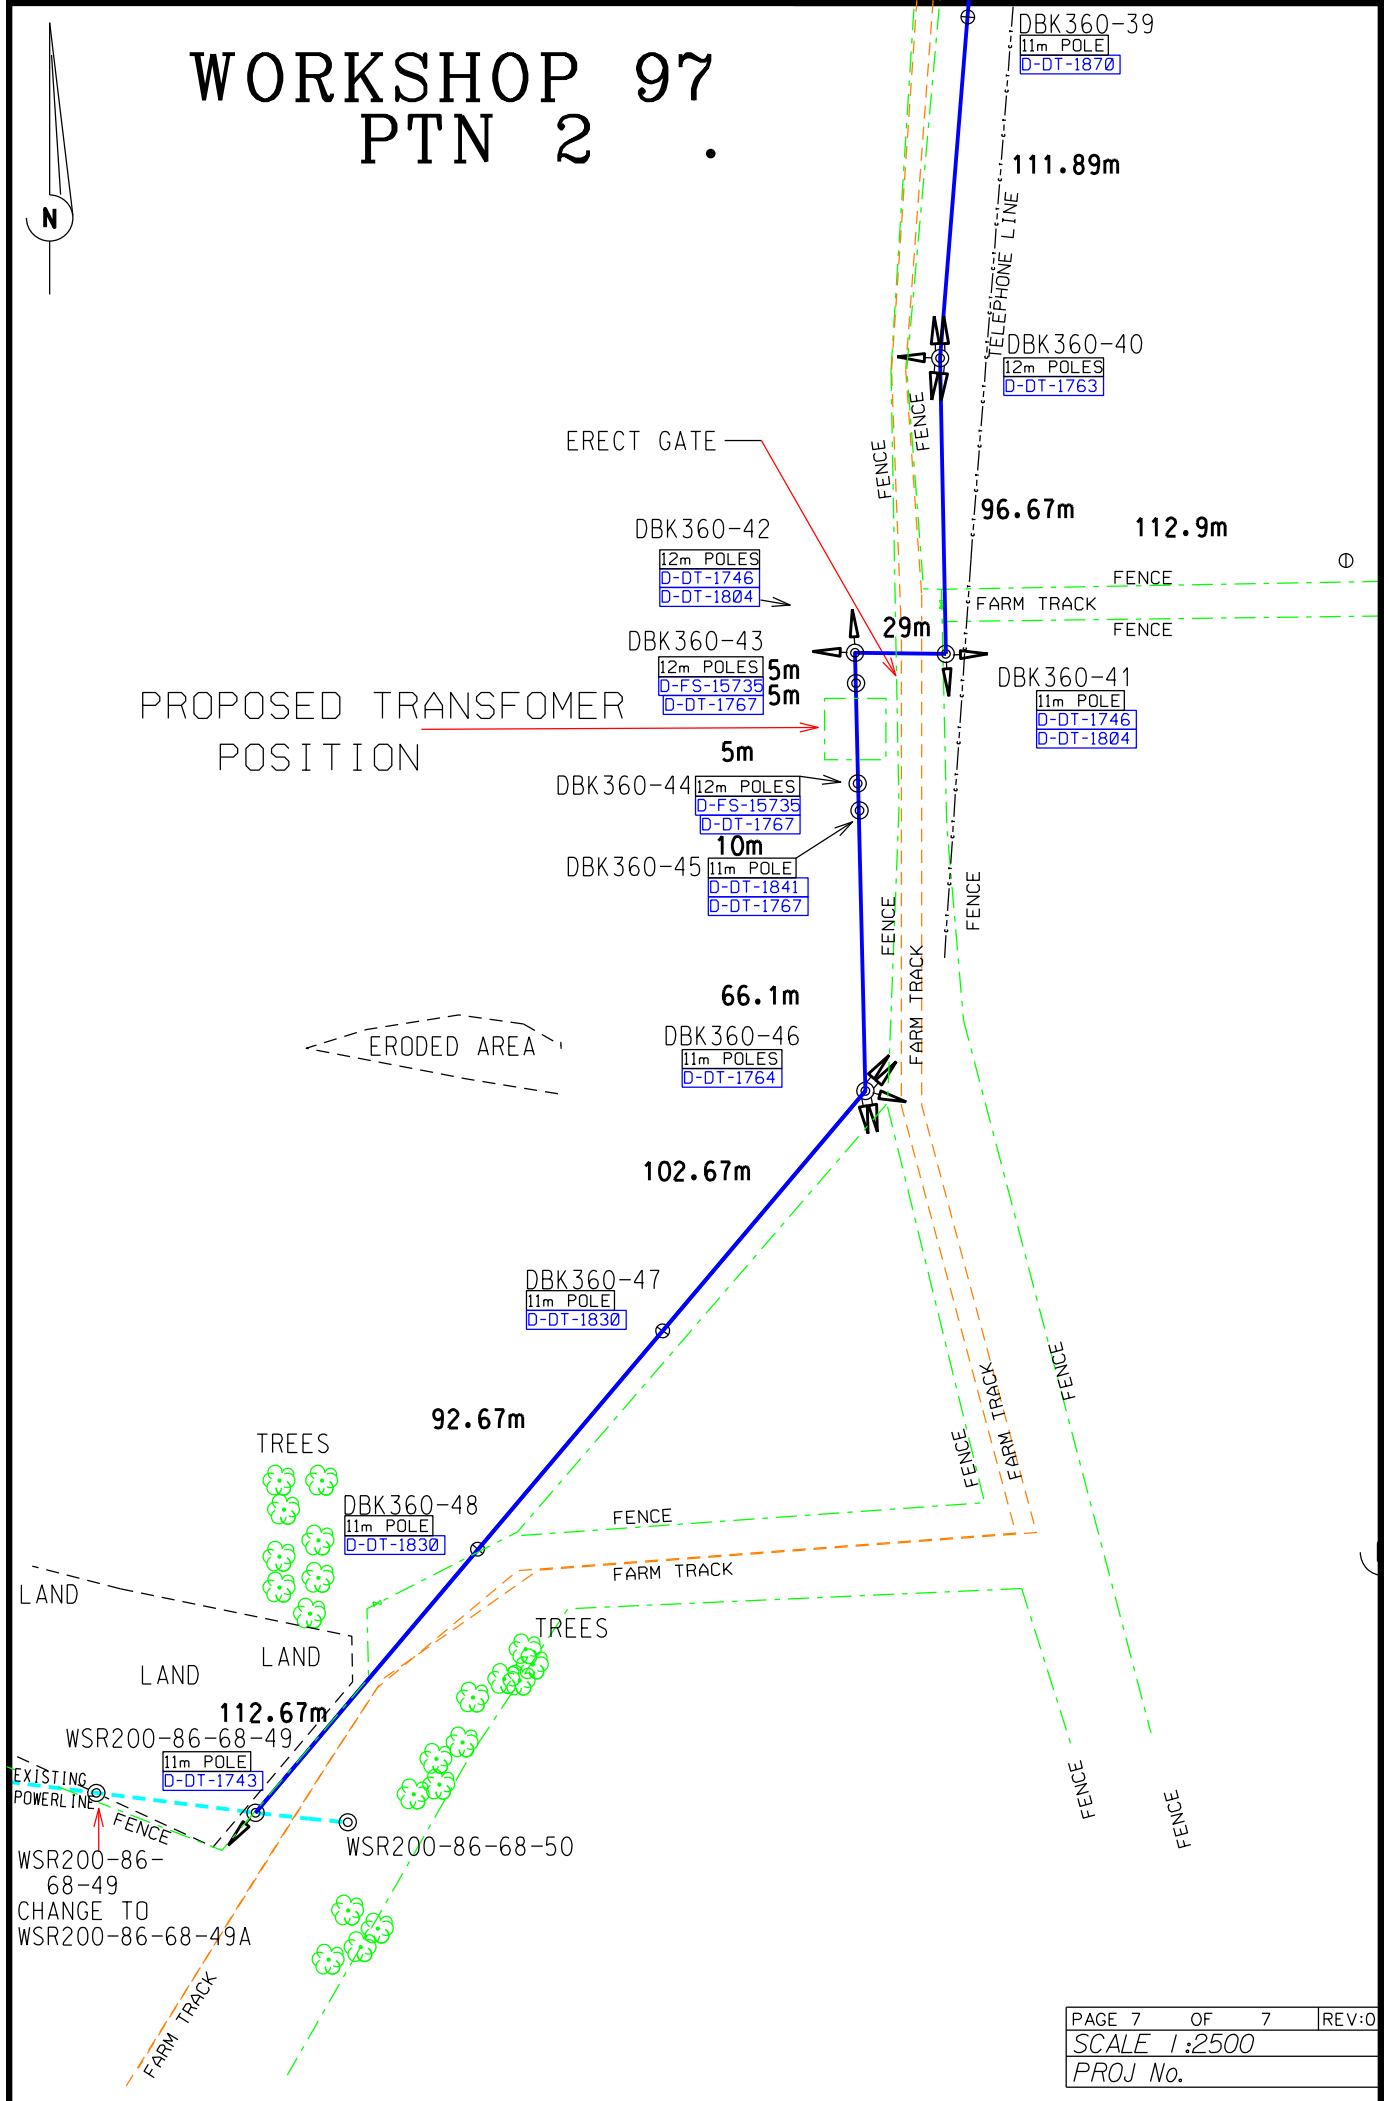 WORKSHOP 97
PTN 2 .
N
DBK360-39
11m POLE
D-DT-1870
111.89m
TELEPHONE LINE
DBK360-40
12m POLES
D-DT-1763
ERECT GATE
FENCE
FENCE
96.67m
112.9m
DBK360-42
12m POLES
D-DT-1746
D-DT-1804
FENCE
FARM TRACK
FENCE
29m
DBK360-43
12m POLES
D-FS-15735
D-DT-1767
5m
5m
DBK360-41
11m POLE
D-DT-1746
D-DT-1804
PROPOSED TRANSFOMER
POSITION
5m
DBK360-44
12m POLES
D-FS-15735
D-DT-1767
10m
DBK360-45
11m POLE
D-DT-1841
D-DT-1767
FENCE
FENCE
FARM TRACK
66.1m
ERODED AREA
DBK360-46
11m POLES
D-DT-1764
102.67m
DBK360-47
11m POLE
D-DT-1830
FENCE
FARM TRACK
FENCE
92.67m
TREES
DBK360-48
11m POLE
D-DT-1830
FENCE
FARM TRACK
LAND
LAND
LAND
TREES
112.67m
WSR200-86-68-49
11m POLE
D-DT-1743
EXISTING
POWERLINE
FENCE
WSR200-86-68-50
WSR200-86-
68-49
CHANGE TO
WSR200-86-68-49A
FENCE
FENCE
FARM TRACK
PAGE 7 OF 7 REV:0
SCALE 1:2500
PROJ No.